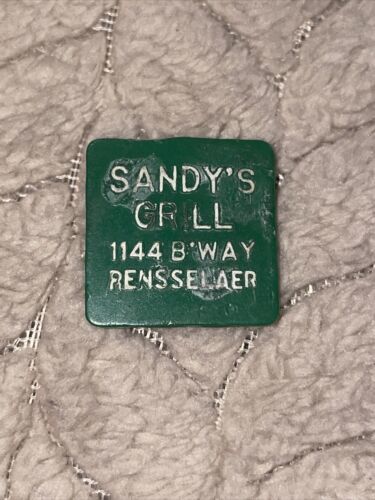 SANDY'S
GRILL
1144 B'WAY
RENSSELAER